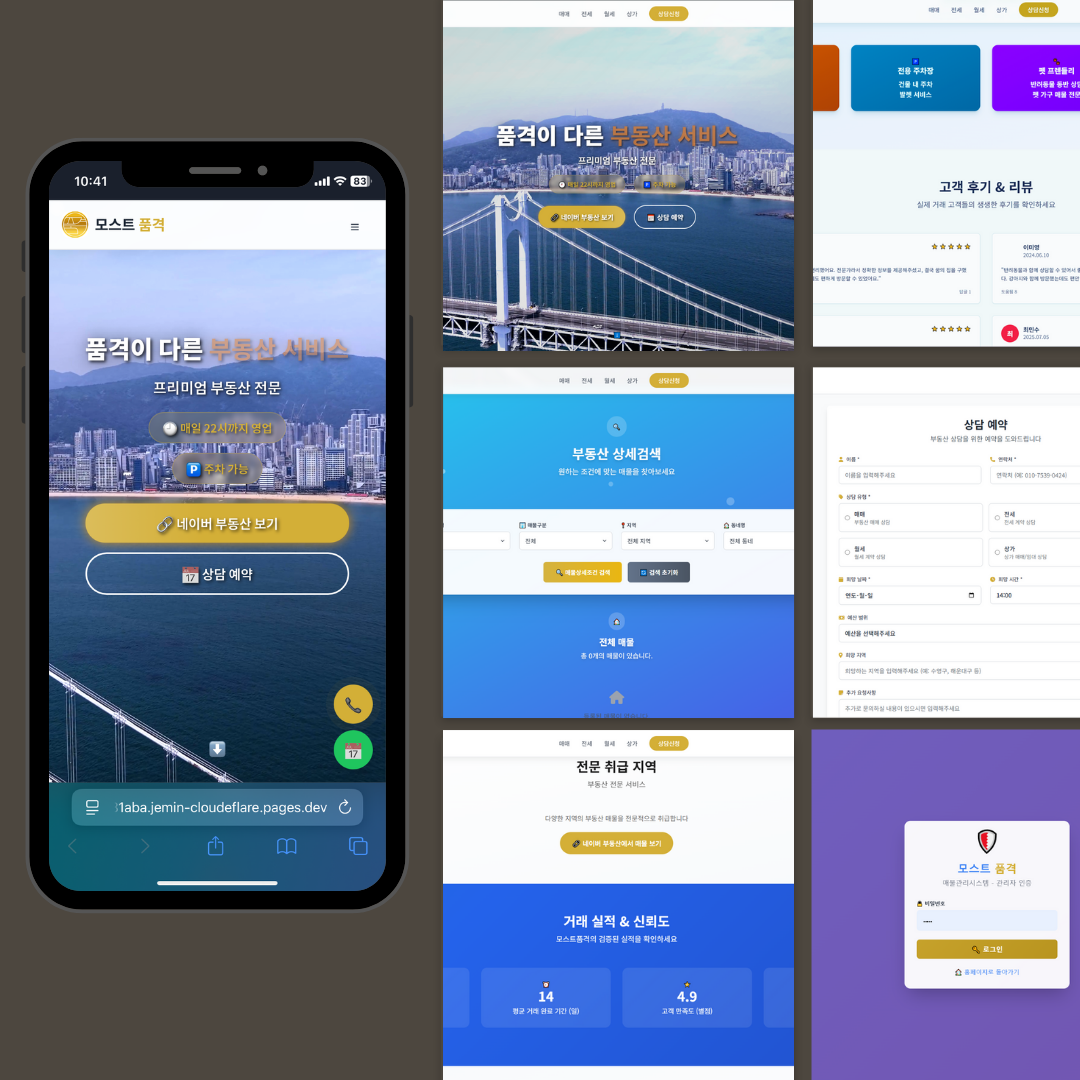 10:41
83
모스트 품격
품격이 다른 부동산 서비스
프리미엄 부동산 전문
매일 22시까지 영업
P 주차 가능
네이버 부동산 보기
17 상담 예약
17
1aba.jemin-cloudeflare.pages.dev
매매 전세 월세 상가 상담신청
품격이 다른 부동산 서비스
프리미엄 부동산 전문
매일 22시까지 영업 P 주차 가능
네이버 부동산 보기 상담 예약
매매 전세 월세 상가 상담신청
전용 주차장
건물 내 주차
발렛 서비스
펫 프렌들리
반려동물 동반 상
펫 가구 매물 전문
고객 후기 & 리뷰
실제 거래 고객들의 생생한 후기를 확인하세요
2024.06.10
최 최민수
2025.07.05
매매 전세 월세 상가 상담신청
부동산 상세검색
원하는 조건에 맞는 매물을 찾아보세요
매물구분 지역 동네명
전체 전체 지역 전체 동네
매물상세조건 검색 검색 초기화
전체 매물
총 0개의 매물이 있습니다.
상담 예약
부동산 상담을 위한 예약을 도와드립니다
이름 * 연락처 *
이름을 입력해주세요 연락처 (예: 010-7539-0424)
상담 유형 *
매매 전세
부동산 매매 상담 전세 계약 상담
월세 상가
월세 계약 상담 상가 매매/임대 상담
희망 날짜 * 희망 시간 *
연도-월-일 14:00
예산 범위
예산을 선택해주세요
희망 지역
희망하는 지역을 입력해주세요 (예: 수영구, 해운대구 등)
추가 요청사항
추가로 문의하실 내용이 있으시면 입력해주세요
매매 전세 월세 상가 상담신청
전문 취급 지역
부동산 전문 서비스
다양한 지역의 부동산 매물을 전문적으로 취급합니다
네이버 부동산에서 매물 보기
거래 실적 & 신뢰도
모스트품격의 검증된 실적을 확인하세요
14
평균 거래 완료 기간 (일)
4.9
고객 만족도 (별점)
모스트 품격
매물관리시스템 - 관리자 인증
비밀번호
로그인
홈페이지로 돌아가기